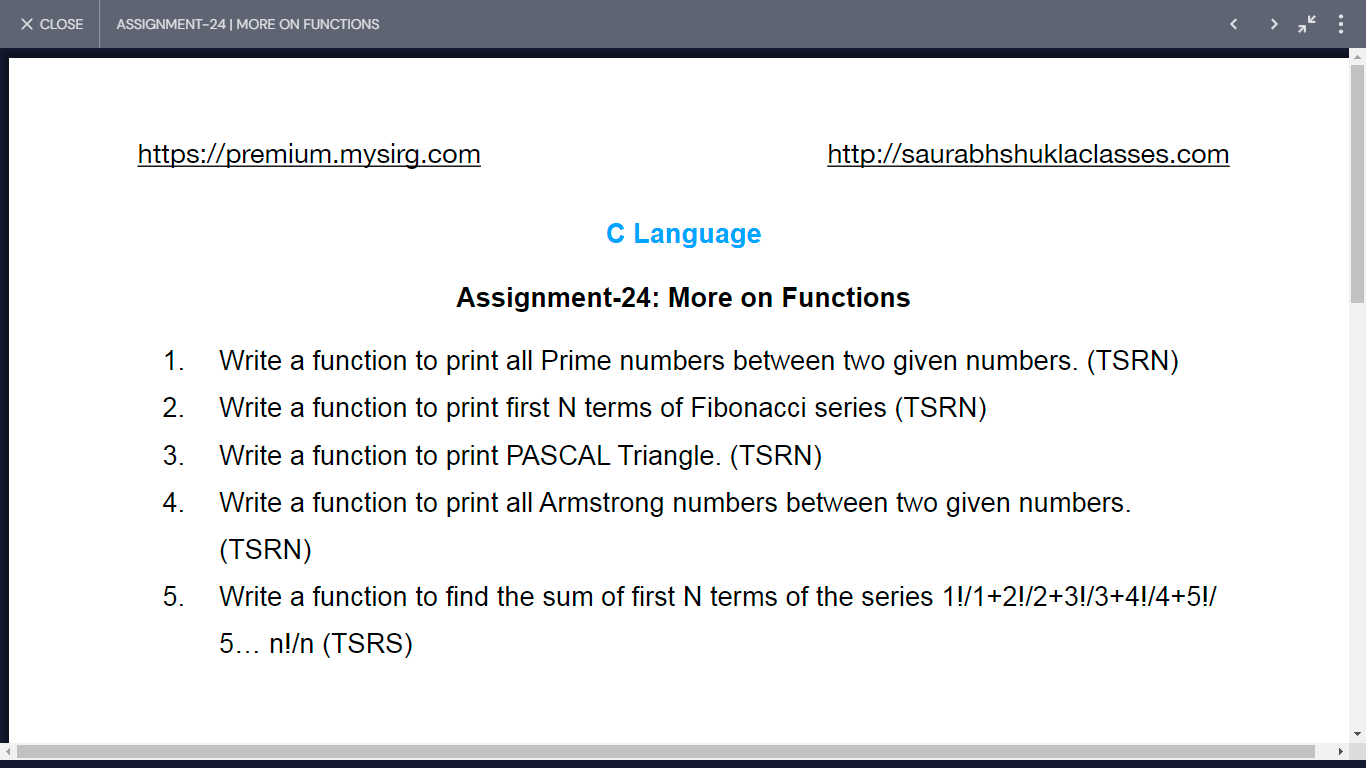 CLOSE
ASSIGNMENT-24 | MORE ON FUNCTIONS
https://premium.mysirg.com
http://saurabhshuklaclasses.com
C Language
Assignment-24: More on Functions
1. Write a function to print all Prime numbers between two given numbers. (TSRN)
2. Write a function to print first N terms of Fibonacci series (TSRN)
3. Write a function to print PASCAL Triangle. (TSRN)
4. Write a function to print all Armstrong numbers between two given numbers.
(TSRN)
5. Write a function to find the sum of first N terms of the series 1!/1+2!/2+3!/3+4!/4+5!/
5… n!/n (TSRS)